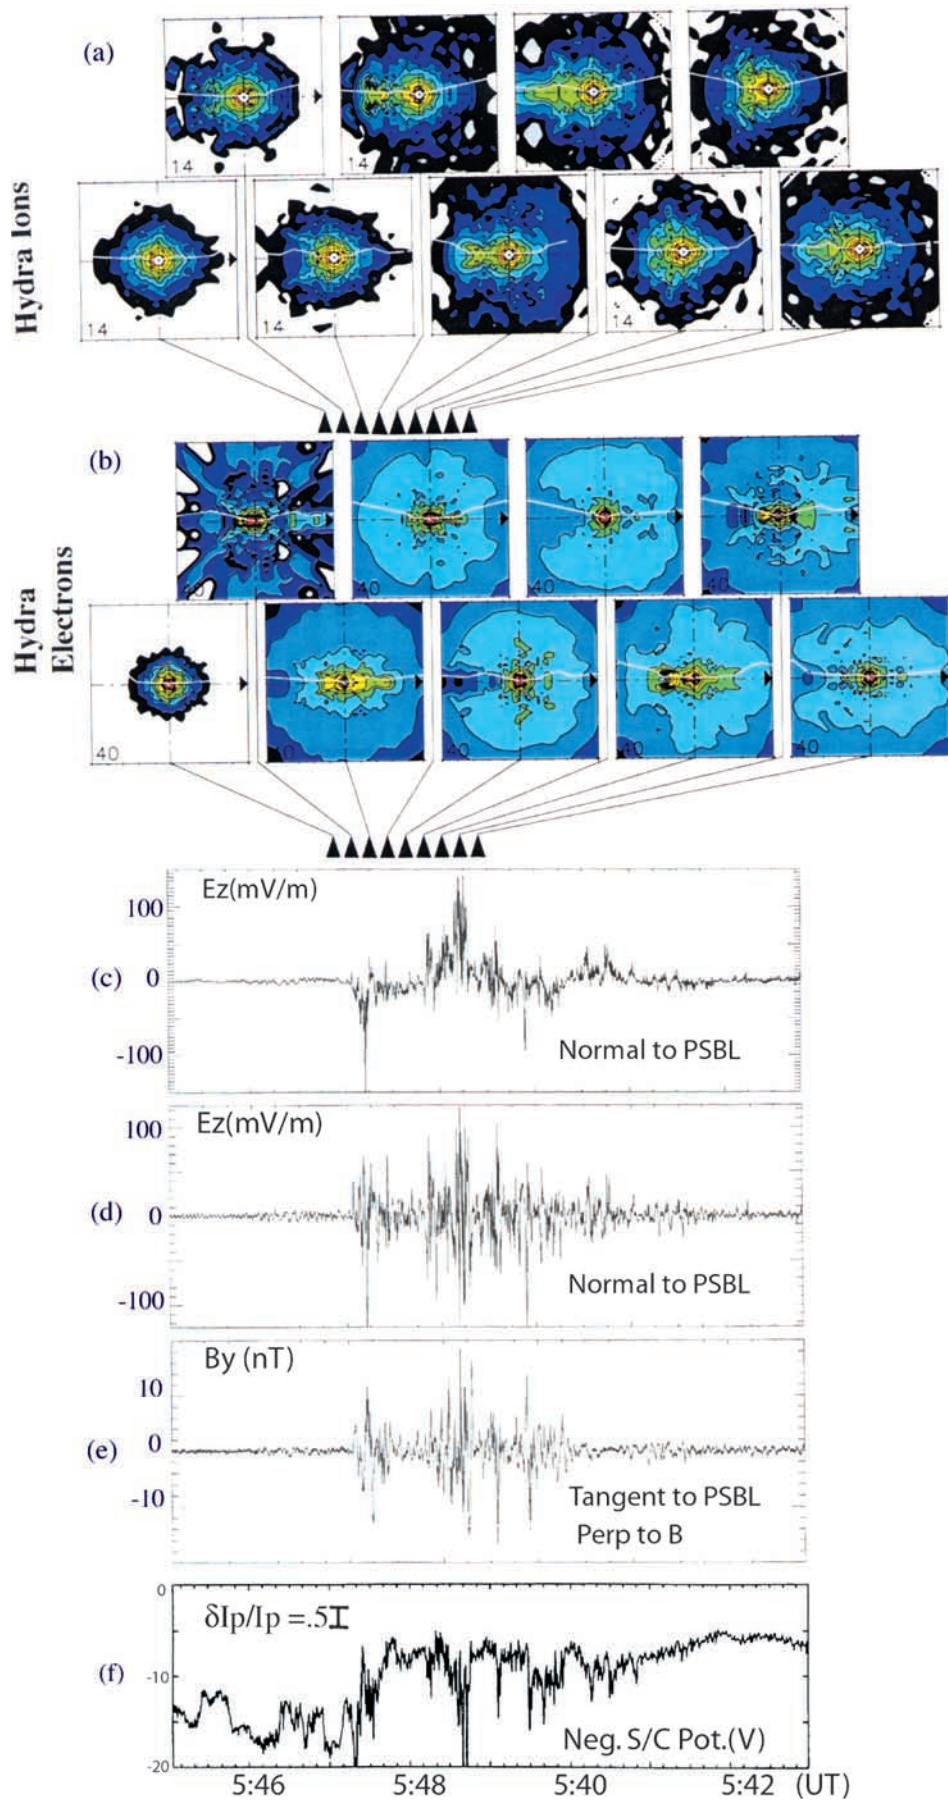 (a)
14
14
14
14
Hydra Ions
(b)
40
40
40
40
40
40
Hydra
Electrons
Ez(mV/m)
100
(c) 0
-100
Normal to PSBL
Ez(mV/m)
100
(d) 0
-100
Normal to PSBL
By (nT)
10
(e) 0
-10
Tangent to PSBL
Perp to B
0
δIp/Ip =.5
(f) -10
Neg. S/C Pot.(V)
-20
5:46 5:48 5:40 5:42 (UT)